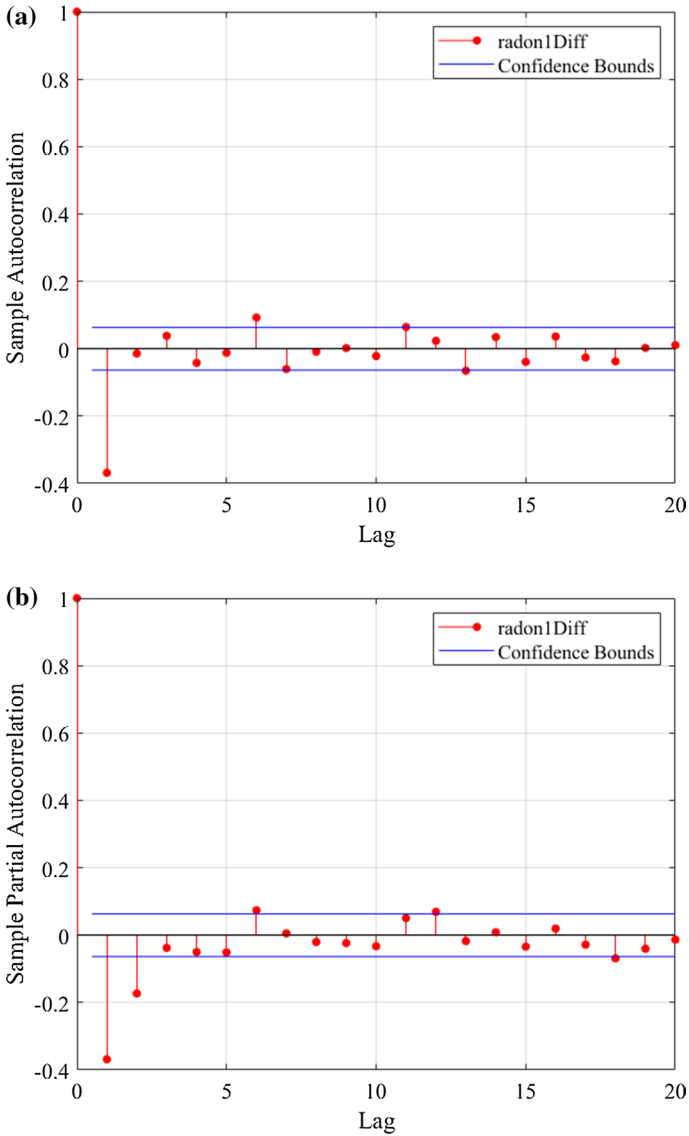 (a)
1
0.8
0.6
0.4
0.2
0
-0.2
-0.4
Sample Autocorrelation
radon1Diff
Confidence Bounds
0 5 10 15 20
Lag
(b)
1
0.8
0.6
0.4
0.2
0
-0.2
-0.4
Sample Partial Autocorrelation
radon1Diff
Confidence Bounds
0 5 10 15 20
Lag